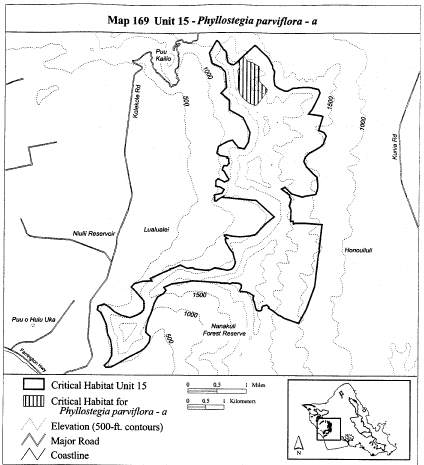 Map 169 Unit 15 - Phyllostegia parviflora - a
Puu
Kailio
Kolekole Rd
1000
500
1500
1000
Kunia Rd
Niulii Reservoir
Lualualei
Honouliuli
Puu o Hulu Uka
Farrington Hwy
1500
1000
500
Nanakuli
Forest Reserve
Critical Habitat Unit 15
Critical Habitat for
Phyllostegia parviflora - a
Elevation (500-ft. contours)
Major Road
Coastline
0 0.5 1 Miles
0 0.5 1 Kilometers
N